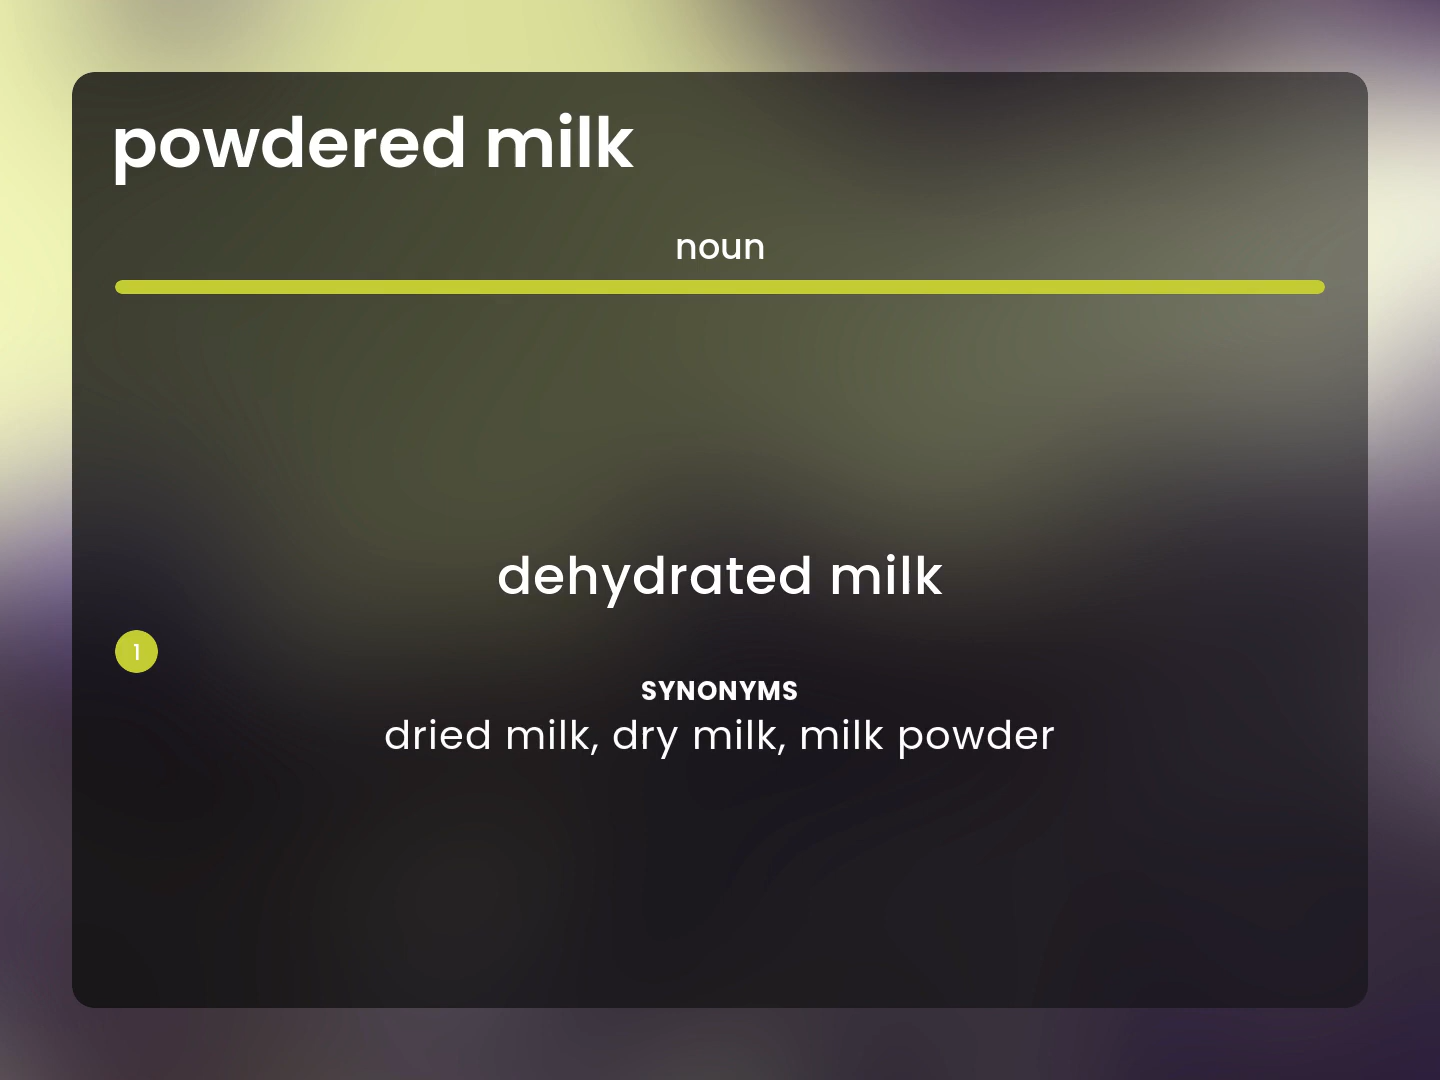 powdered milk
noun
dehydrated milk
1
SYNONYMS
dried milk, dry milk, milk powder